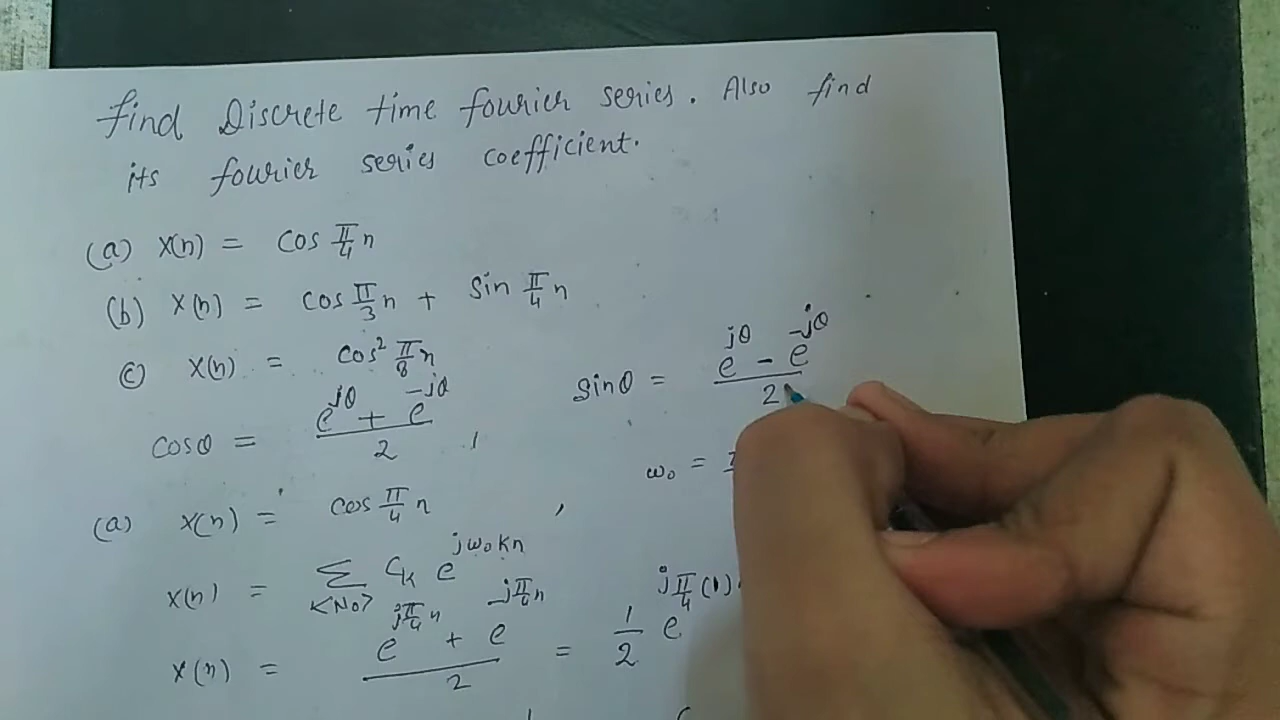 find Discrete time fourier series. Also find
its fourier series coefficient.
(a) x(n) = cos π/4 n
(b) x(n) = cos π/3 n + sin π/4 n
(c) x(n) = cos² π/8 n
cosθ = (e^jθ + e^-jθ)/2 , sinθ = (e^jθ - e^-jθ)/2
ω₀ =
(a) x(n) = cos π/4 n ,
x(n) = Σ_<N₀> C_k e^jω₀kn
x(n) = (e^jπ/4 n + e^-jπ/4 n)/2 = 1/2 e^jπ/4 (1)